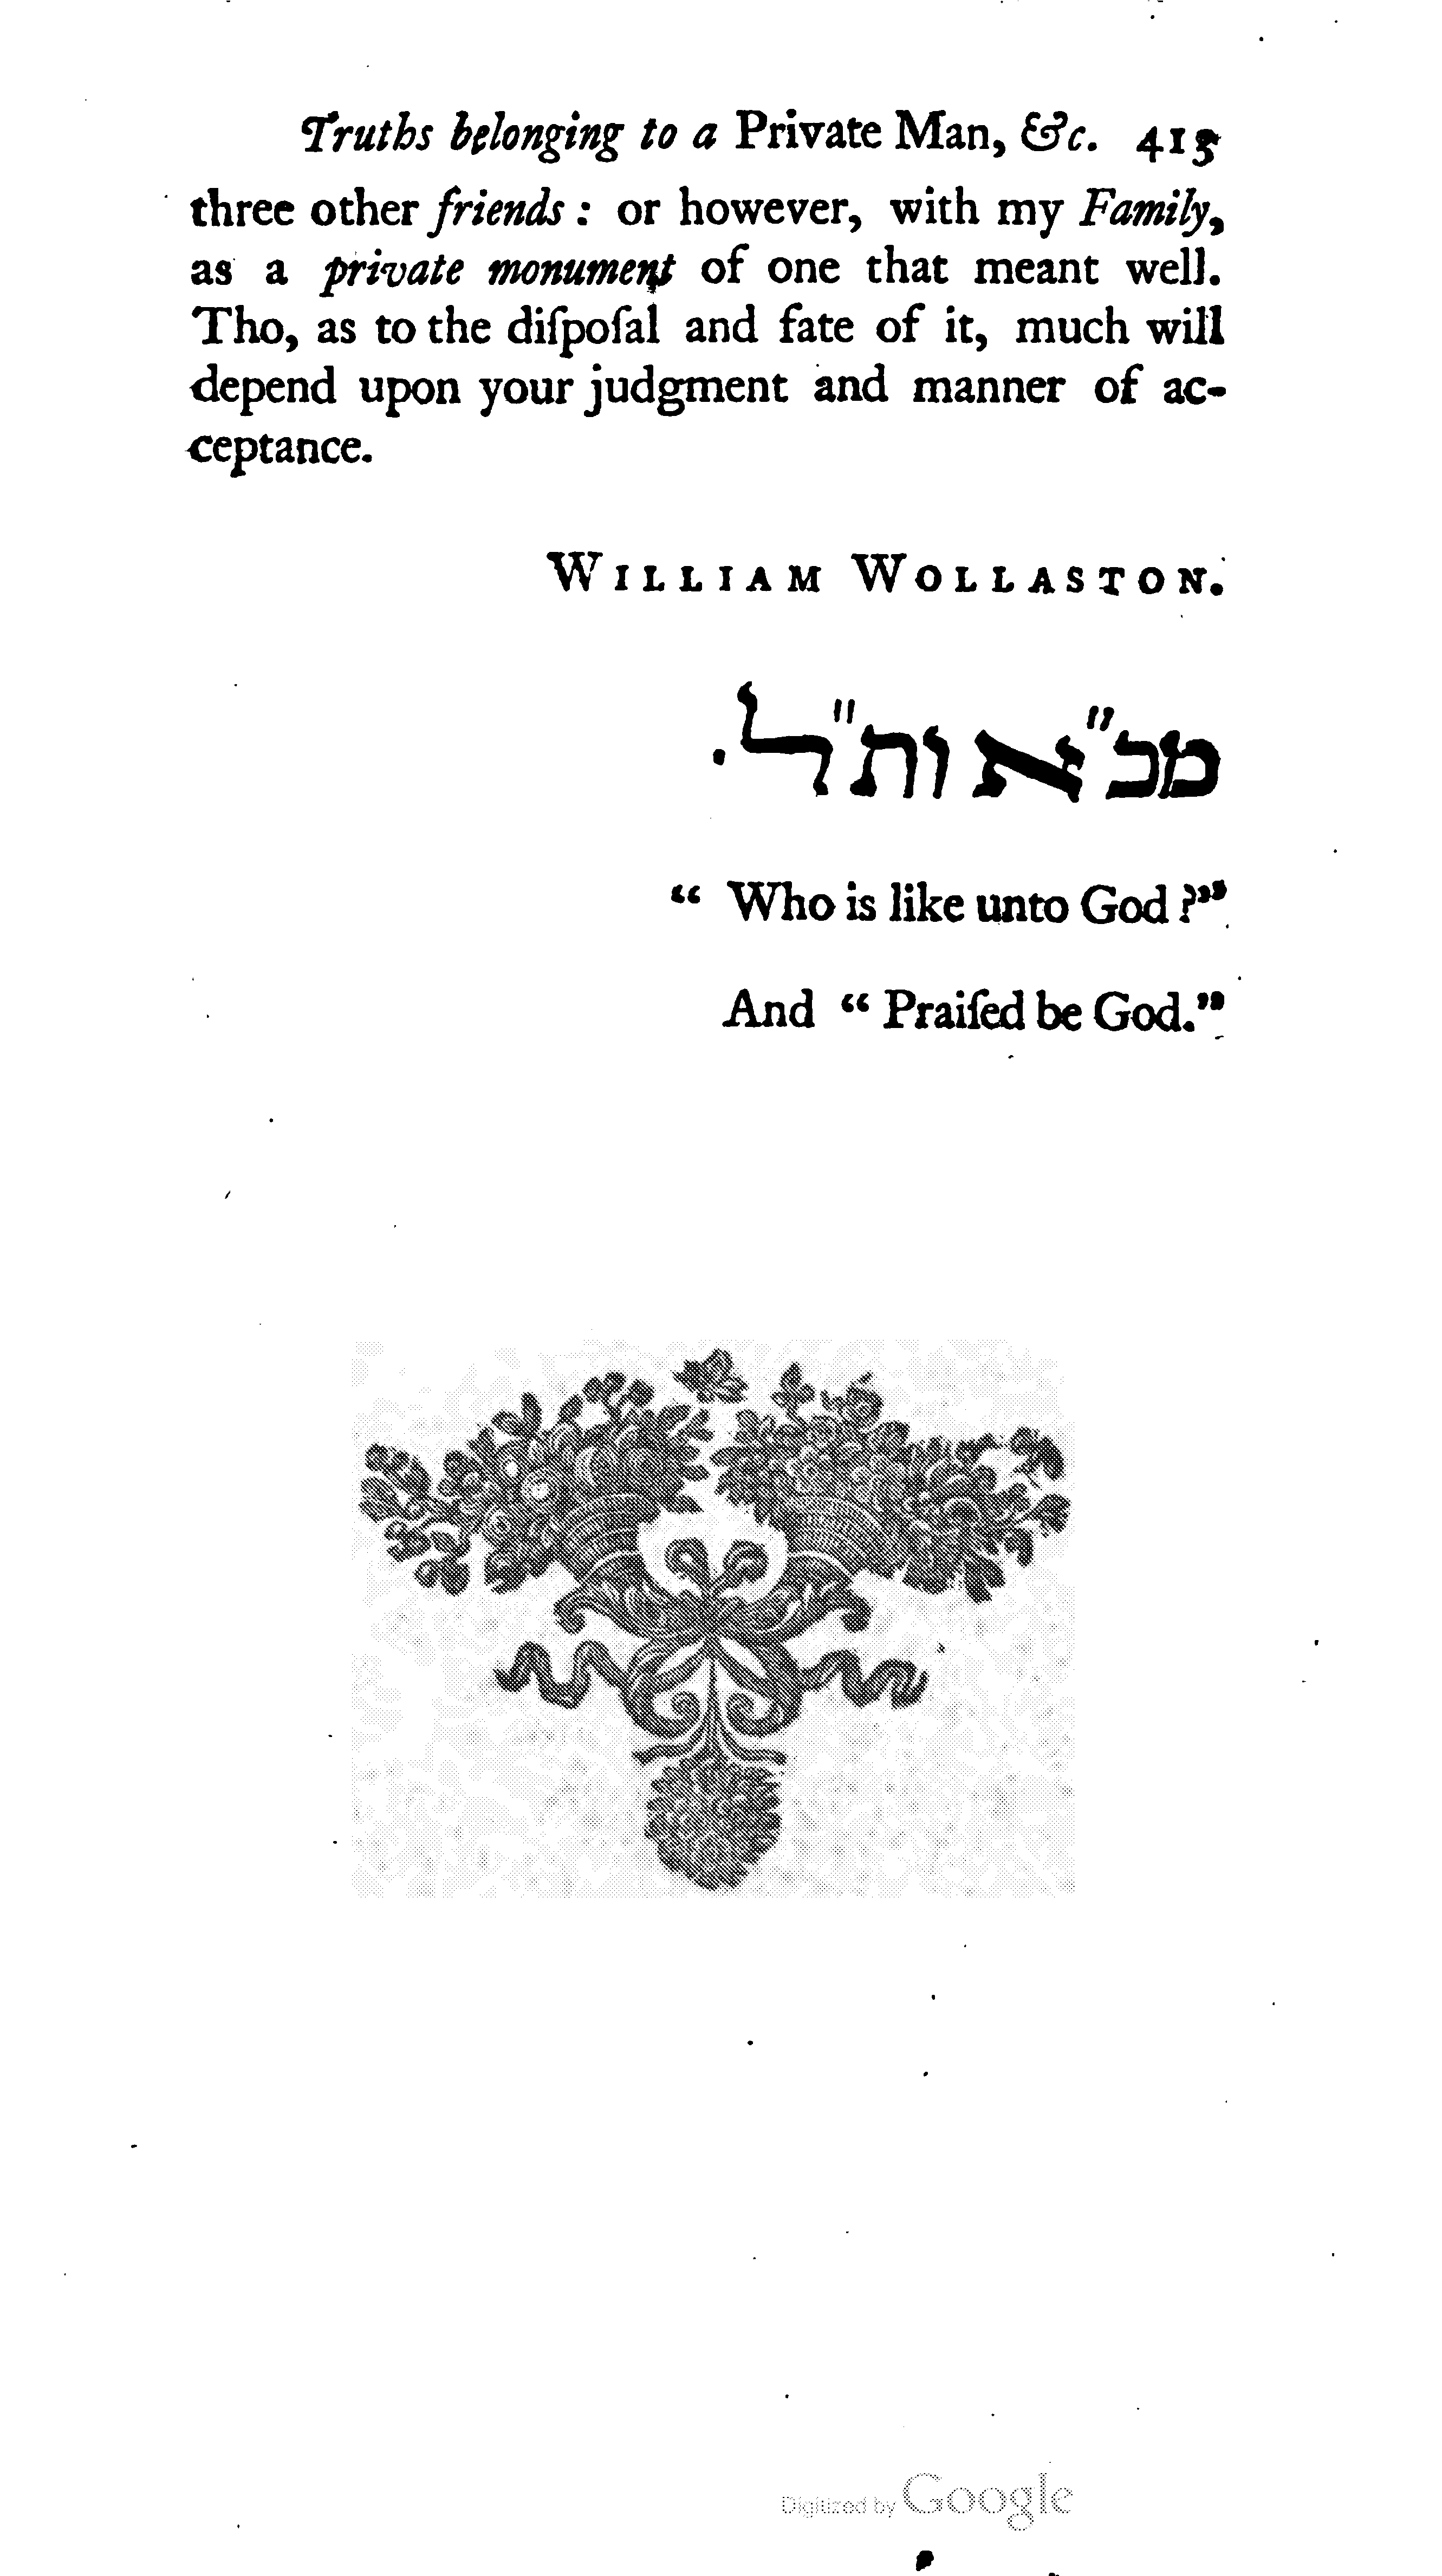 Truths belonging to a Private Man, &c. 415
three other friends: or however, with my Family,
as a private monument of one that meant well.
Tho, as to the diſpoſal and fate of it, much will
depend upon your judgment and manner of ac-
ceptance.
WILLIAM WOLLASTON.
מכ"א ות"ל.
“ Who is like unto God ?”
And “ Praiſed be God.”
Digitized by Google